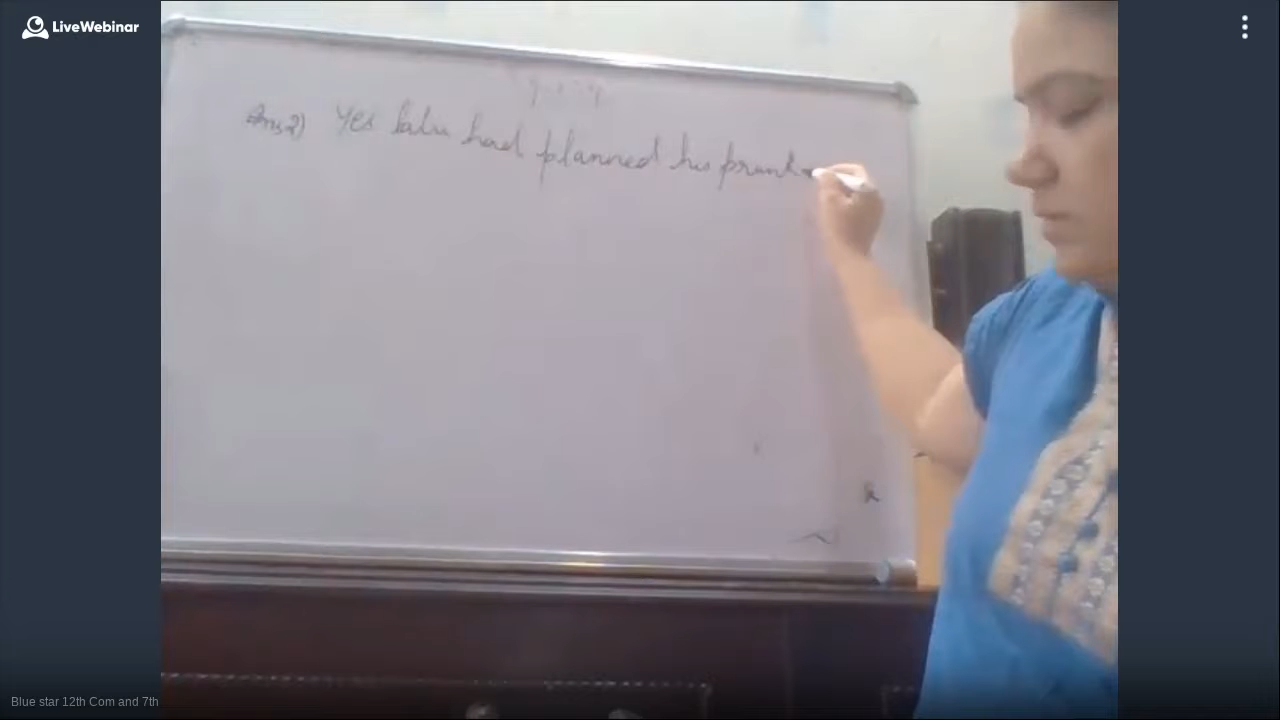 LiveWebinar
Ans2) Yes Lalu had planned his prank
Blue star 12th Com and 7th